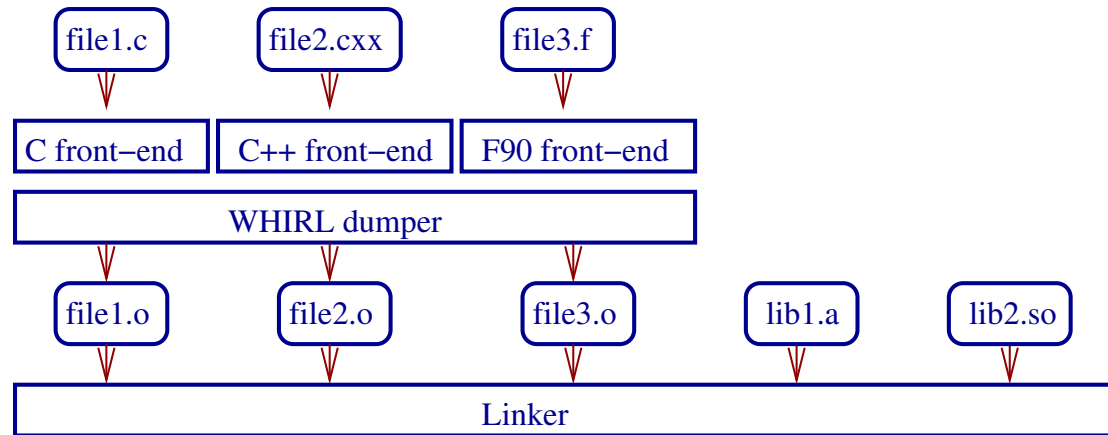 file1.c file2.cxx file3.f
C front−end C++ front−end F90 front−end
WHIRL dumper
file1.o file2.o file3.o lib1.a lib2.so
Linker